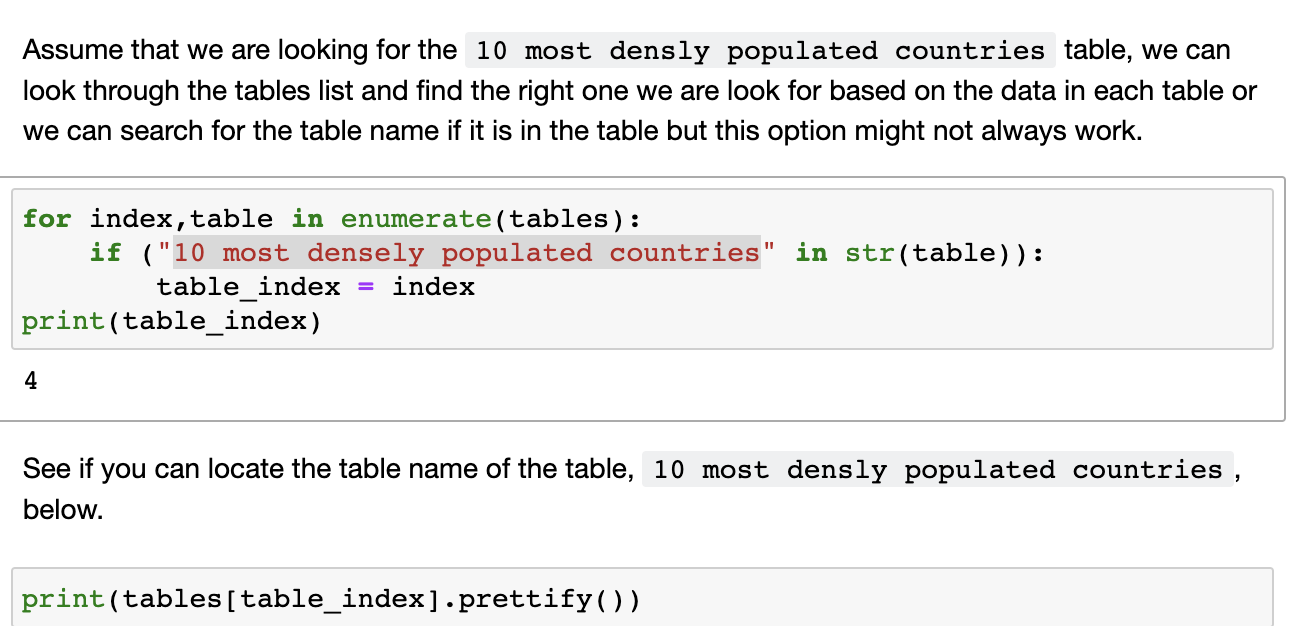 Assume that we are looking for the 10 most densly populated countries table, we can
look through the tables list and find the right one we are look for based on the data in each table or
we can search for the table name if it is in the table but this option might not always work.
for index,table in enumerate(tables):
    if ("10 most densely populated countries" in str(table)):
        table_index = index
print(table_index)
4
See if you can locate the table name of the table, 10 most densly populated countries ,
below.
print(tables[table_index].prettify())